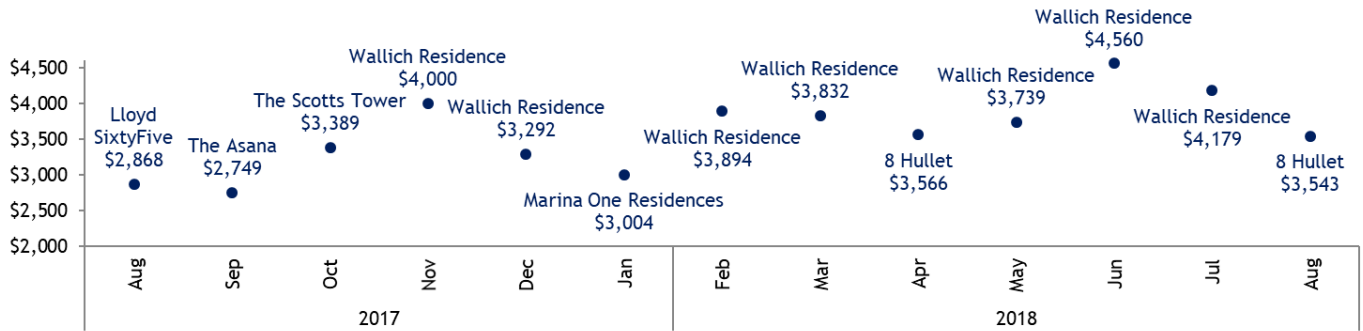 Wallich Residence
$4,560
Wallich Residence
$4,000
$4,500
Wallich Residence
$3,832
Wallich Residence
$3,739
$4,000
Lloyd
SixtyFive
$2,868
The Scotts Tower
$3,389
Wallich Residence
$3,292
Wallich Residence
$4,179
$3,500
The Asana
$2,749
Wallich Residence
$3,894
8 Hullet
$3,566
8 Hullet
$3,543
$3,000
Marina One Residences
$3,004
$2,500
$2,000
Aug
Sep
Oct
Nov
Dec
Jan
Feb
Mar
Apr
May
Jun
Jul
Aug
2017
2018